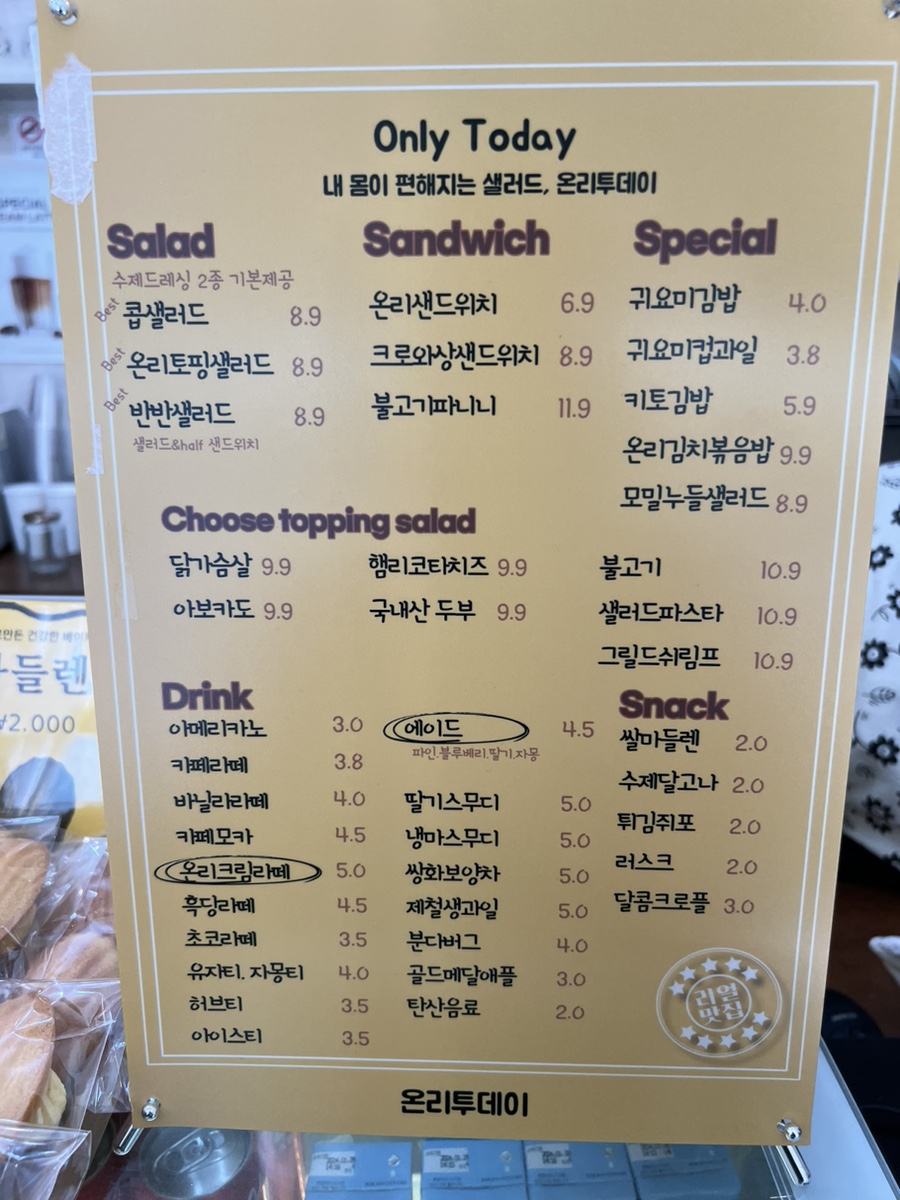 Only Today
내 몸이 편해지는 샐러드, 온리투데이
Salad
수제드레싱 2종 기본제공
Best 콥샐러드 8.9
Best 온리토핑샐러드 8.9
Best 반반샐러드 8.9
샐러드&half 샌드위치
Sandwich
온리샌드위치 6.9
크로와상샌드위치 8.9
불고기파니니 11.9
Special
귀요미김밥 4.0
귀요미컵과일 3.8
키토김밥 5.9
온리김치볶음밥 9.9
모밀누들샐러드 8.9
Choose topping salad
닭가슴살 9.9
아보카도 9.9
햄리코타치즈 9.9
국내산 두부 9.9
불고기 10.9
샐러드파스타 10.9
그릴드쉬림프 10.9
Drink
아메리카노 3.0
카페라떼 3.8
바닐라라떼 4.0
카페모카 4.5
온리크림라떼 5.0
흑당라떼 4.5
초코라떼 3.5
유자티. 자몽티 4.0
허브티 3.5
아이스티 3.5
에이드 4.5
파인.블루베리.딸기.자몽
딸기스무디 5.0
냉마스무디 5.0
쌍화보양차 5.0
제철생과일 5.0
분다버그 4.0
골드메달애플 3.0
탄산음료 2.0
Snack
쌀마들렌 2.0
수제달고나 2.0
튀김쥐포 2.0
러스크 2.0
달콤크로플 3.0
리얼
맛집
온리투데이
들렌
₩2.000